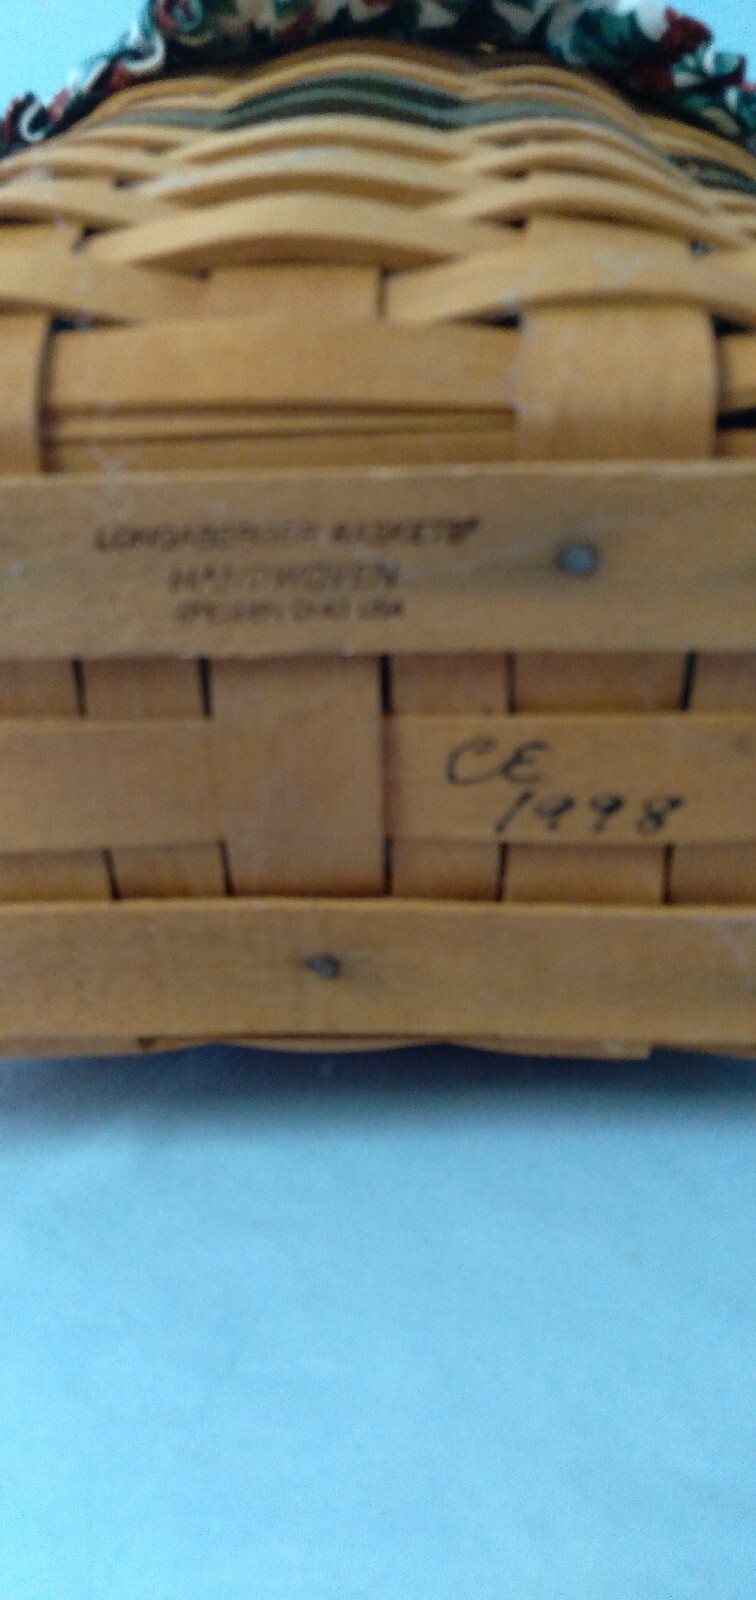 LONGABERGER BASKETS®
HANDWOVEN
DRESDEN, OHIO USA
CE
1998